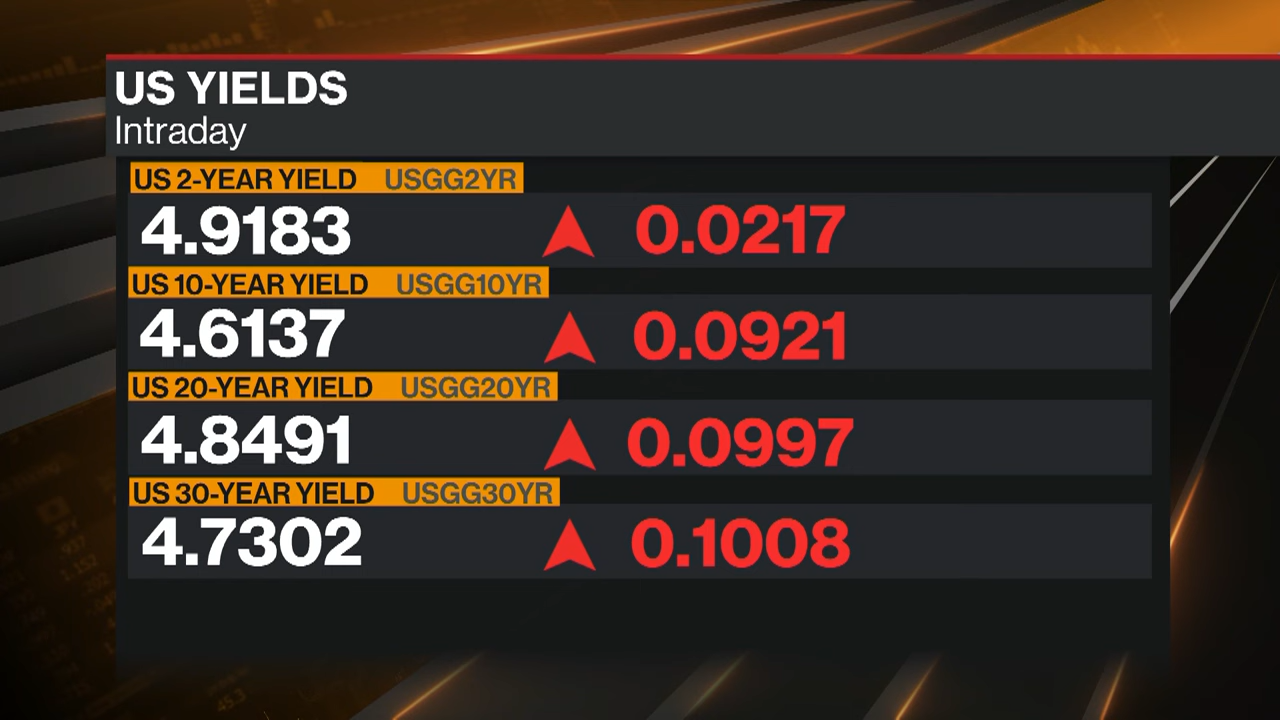 US YIELDS
Intraday
US 2-YEAR YIELD USGG2YR
4.9183 0.0217
US 10-YEAR YIELD USGG10YR
4.6137 0.0921
US 20-YEAR YIELD USGG20YR
4.8491 0.0997
US 30-YEAR YIELD USGG30YR
4.7302 0.1008